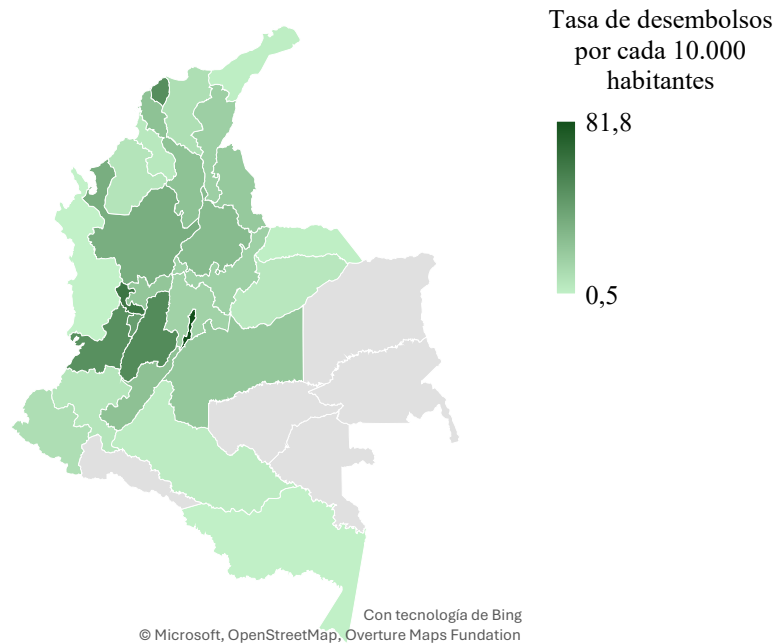 Tasa de desembolsos
por cada 10.000
habitantes
81,8
0,5
Con tecnología de Bing
© Microsoft, OpenStreetMap, Overture Maps Fundation